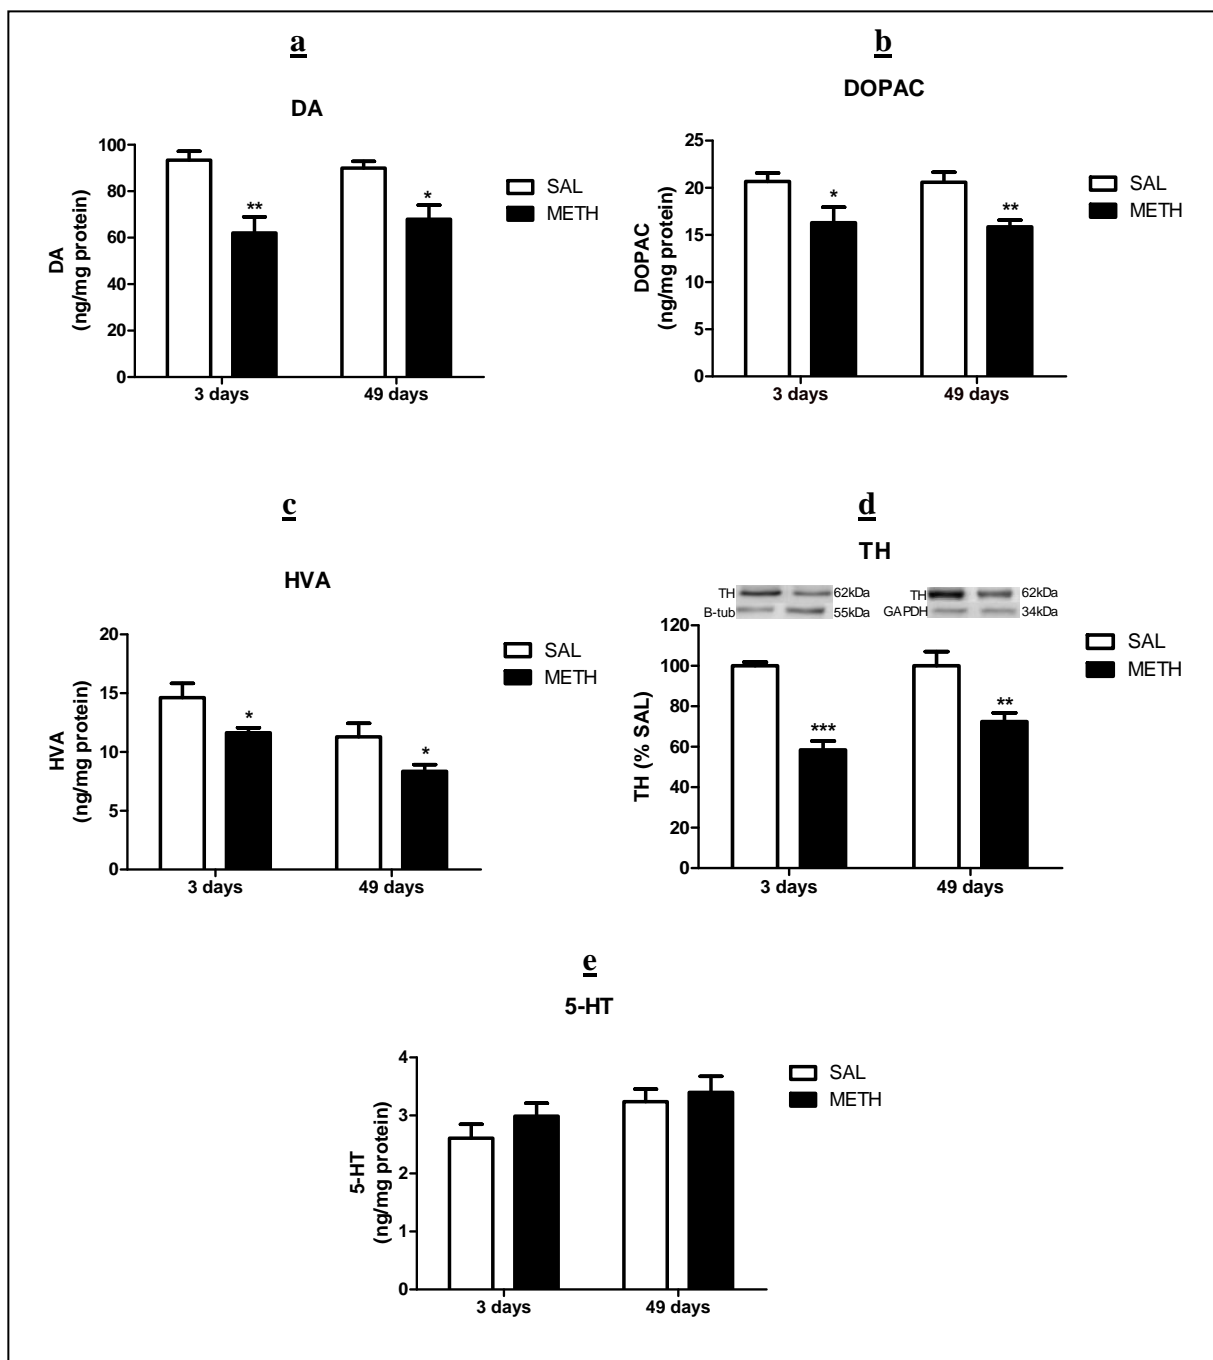 a
DA
DA
(ng/mg protein)
100
80
60
40
20
0
**
*
3 days
49 days
SAL
METH
b
DOPAC
DOPAC
(ng/mg protein)
25
20
15
10
5
0
*
**
3 days
49 days
SAL
METH
c
HVA
HVA
(ng/mg protein)
20
15
10
5
0
*
*
3 days
49 days
SAL
METH
d
TH
TH 62kDa
B-tub 55kDa
TH 62kDa
GAPDH 34kDa
TH (% SAL)
120
100
80
60
40
20
0
***
**
3 days
49 days
SAL
METH
e
5-HT
5-HT
(ng/mg protein)
4
3
2
1
0
3 days
49 days
SAL
METH